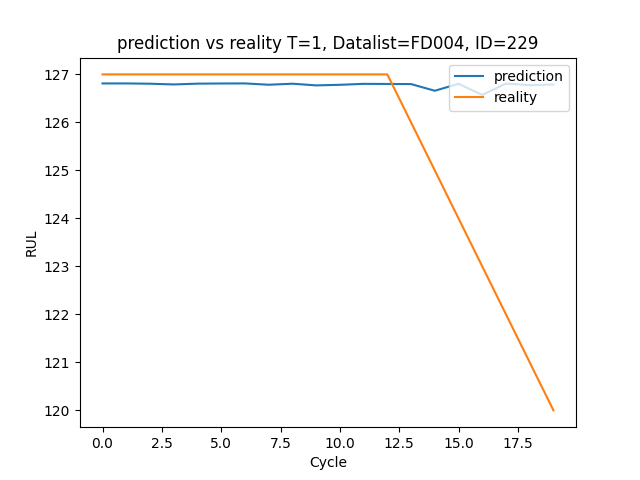 prediction vs reality T=1, Datalist=FD004, ID=229
127
126
125
124
123
122
121
120
RUL
prediction
reality
0.0 2.5 5.0 7.5 10.0 12.5 15.0 17.5
Cycle